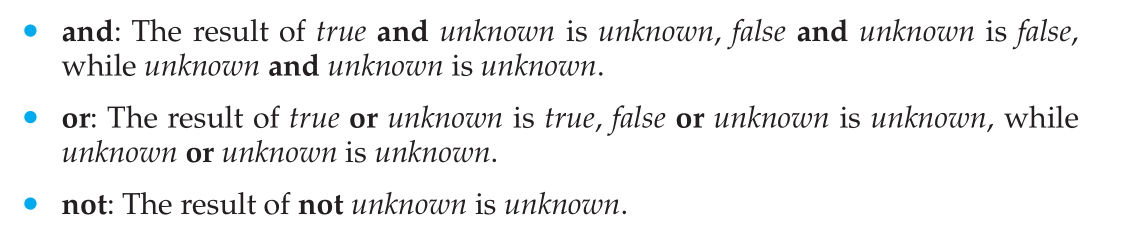 • and: The result of true and unknown is unknown, false and unknown is false,
while unknown and unknown is unknown.
• or: The result of true or unknown is true, false or unknown is unknown, while
unknown or unknown is unknown.
• not: The result of not unknown is unknown.